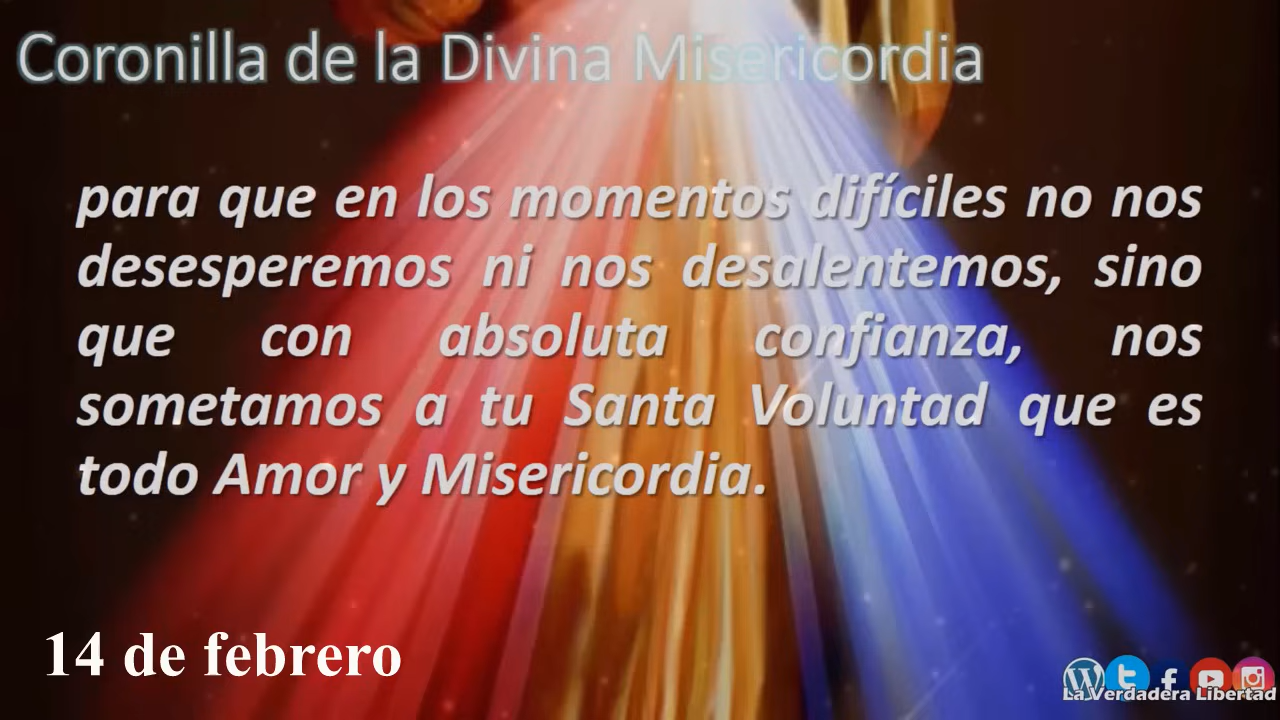 Coronilla de la Divina Misericordia
para que en los momentos difíciles no nos
desesperemos ni nos desalentemos, sino
que con absoluta confianza, nos
sometamos a tu Santa Voluntad que es
todo Amor y Misericordia.
14 de febrero
La Verdadera Libertad